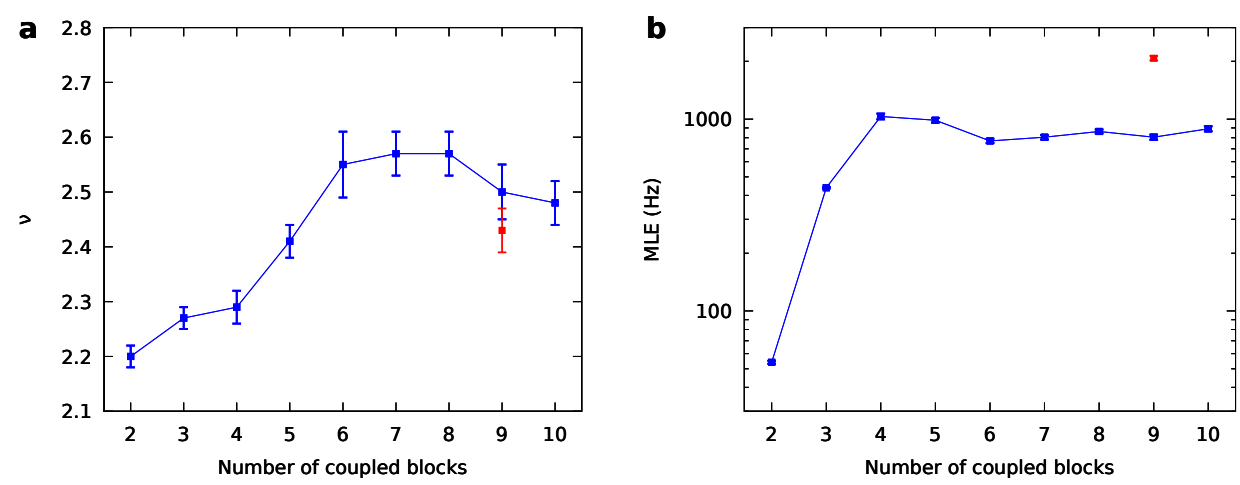 a
2.8
2.7
2.6
2.5
2.4
2.3
2.2
2.1
ν
2 3 4 5 6 7 8 9 10
Number of coupled blocks
b
1000
100
MLE (Hz)
2 3 4 5 6 7 8 9 10
Number of coupled blocks